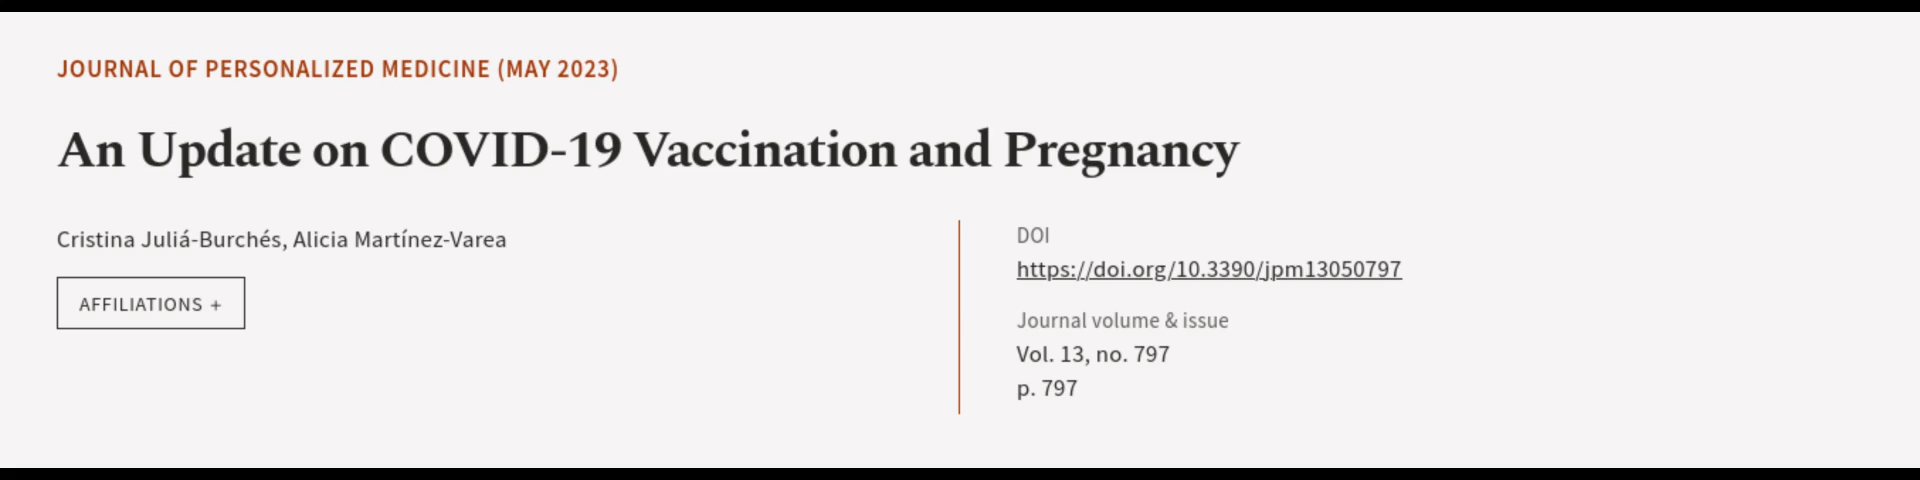 JOURNAL OF PERSONALIZED MEDICINE (MAY 2023)
An Update on COVID-19 Vaccination and Pregnancy
Cristina Juliá-Burchés, Alicia Martínez-Varea
AFFILIATIONS +
DOI
https://doi.org/10.3390/jpm13050797
Journal volume & issue
Vol. 13, no. 797
p. 797